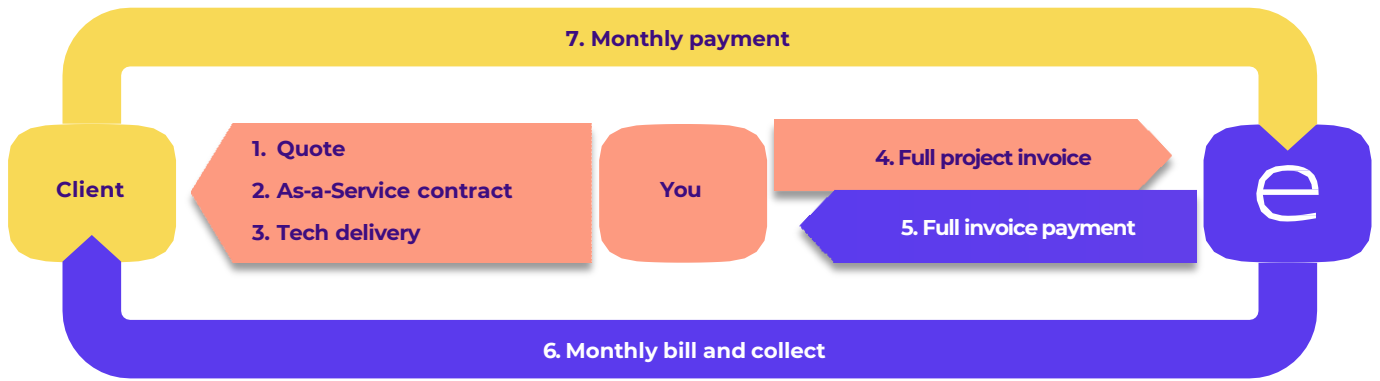 7. Monthly payment
Client
1. Quote
2. As-a-Service contract
3. Tech delivery
You
4. Full project invoice
5. Full invoice payment
e
6. Monthly bill and collect